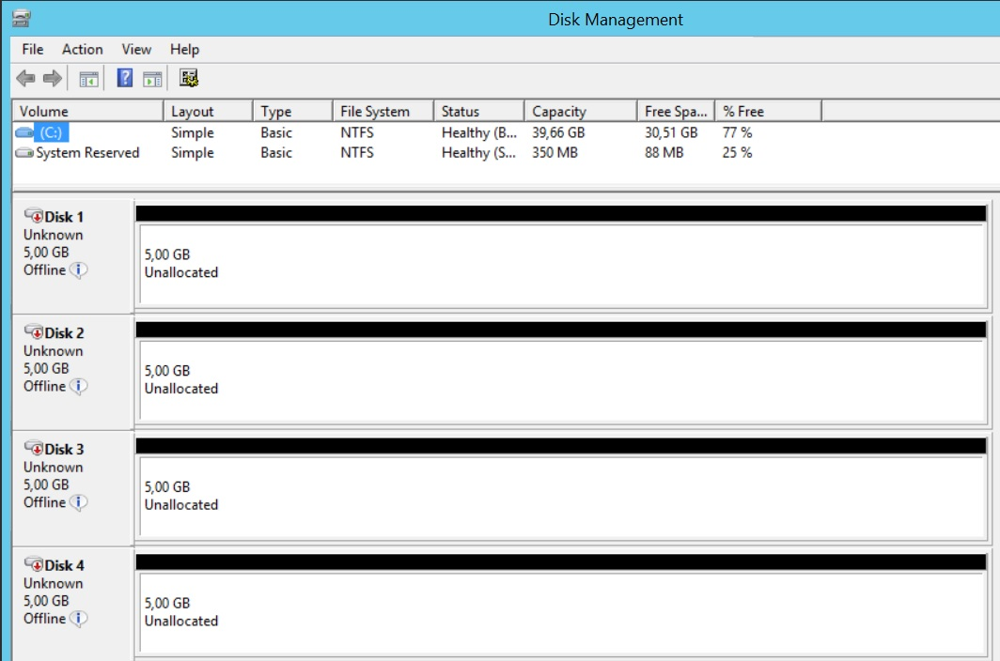 Disk Management
File Action View Help
Volume Layout Type File System Status Capacity Free Spa... % Free
(C:) Simple Basic NTFS Healthy (B... 39,66 GB 30,51 GB 77 %
System Reserved Simple Basic NTFS Healthy (S... 350 MB 88 MB 25 %
Disk 1
Unknown
5,00 GB
Offline
5,00 GB
Unallocated
Disk 2
Unknown
5,00 GB
Offline
5,00 GB
Unallocated
Disk 3
Unknown
5,00 GB
Offline
5,00 GB
Unallocated
Disk 4
Unknown
5,00 GB
Offline
5,00 GB
Unallocated